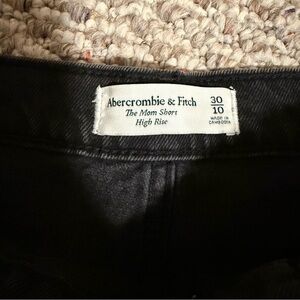 Abercrombie & Fitch
The Mom Short
High Rise
30
10
MADE IN
CAMBODIA